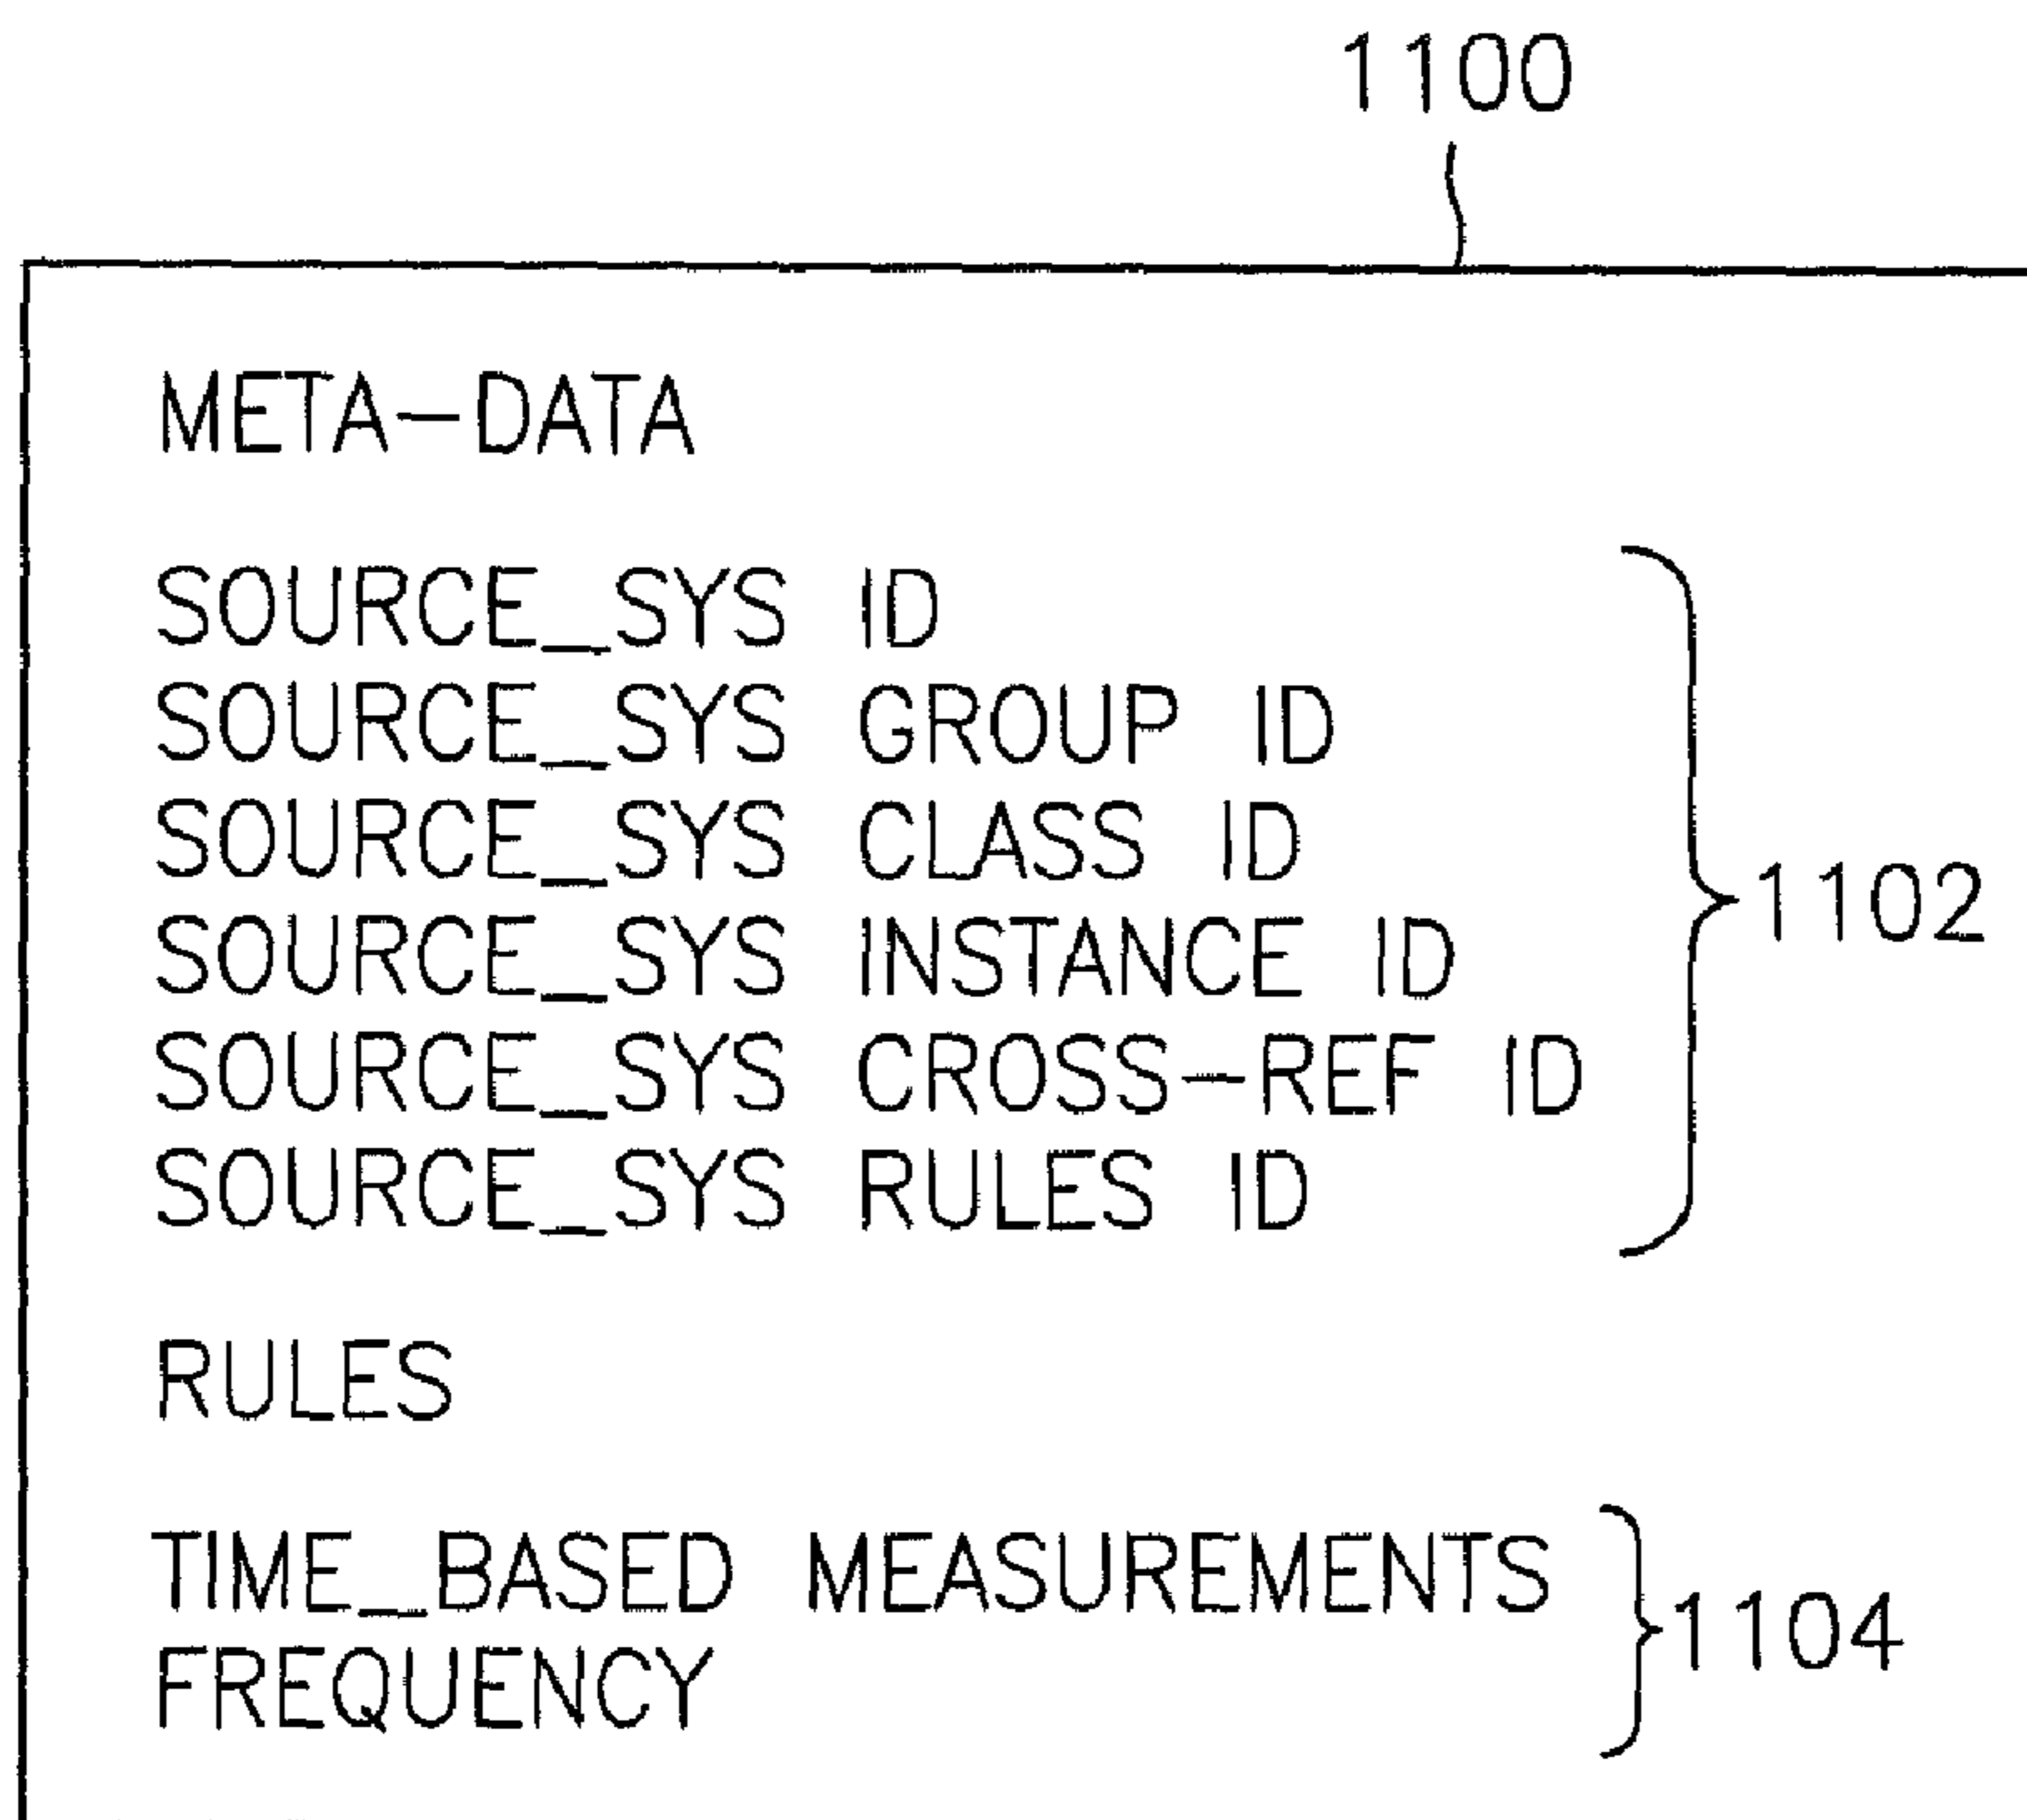 1100
META-DATA
SOURCE_SYS ID
SOURCE_SYS GROUP ID
SOURCE_SYS CLASS ID
SOURCE_SYS INSTANCE ID
1102
SOURCE_SYS CROSS-REF ID
SOURCE_SYS RULES ID
RULES
TIME_BASED MEASUREMENTS
1104
FREQUENCY